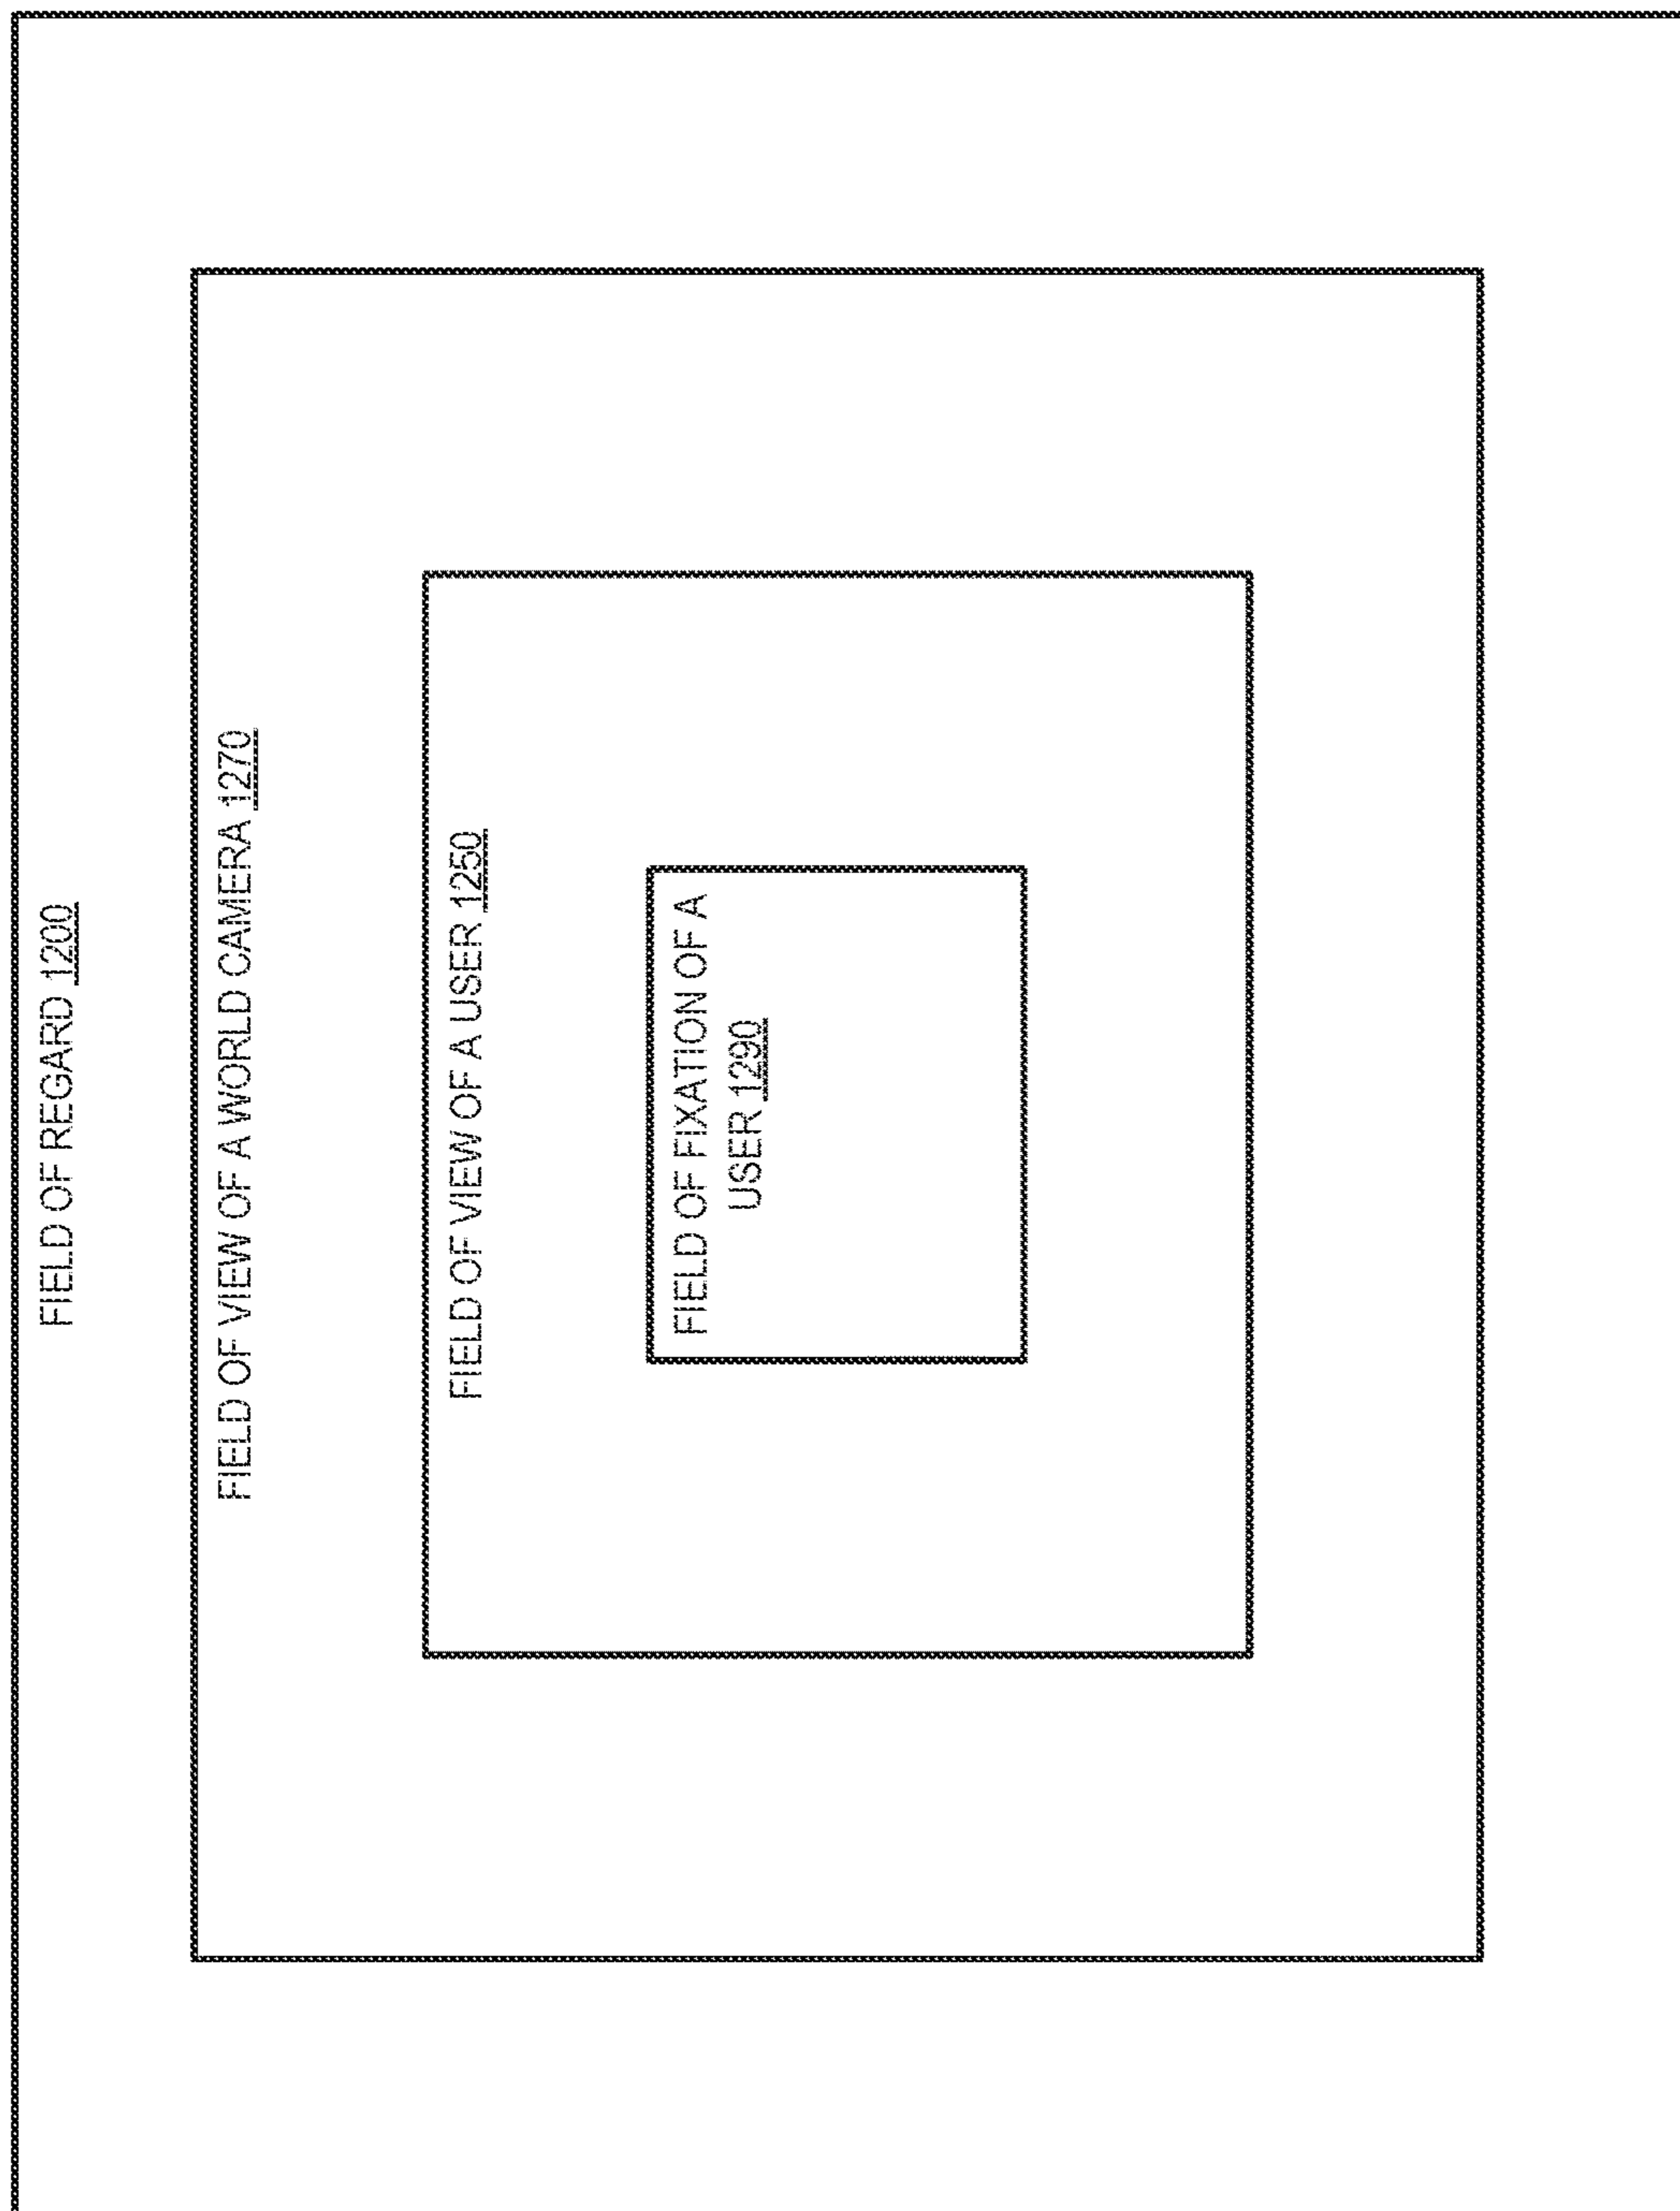 FIELD OF REGARD 1200
FIELD OF VIEW OF A WORLD CAMERA 1270
FIELD OF VIEW OF A USER 1250
FIELD OF FIXATION OF A
USER 1290